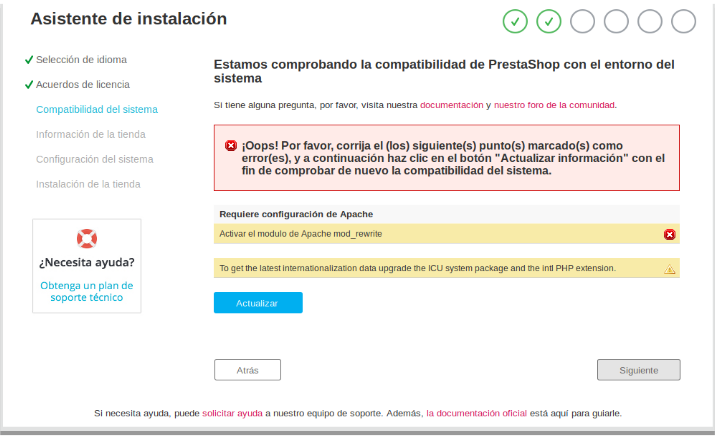 Asistente de instalación
Selección de idioma
Acuerdos de licencia
Compatibilidad del sistema
Información de la tienda
Configuración del sistema
Instalación de la tienda
¿Necesita ayuda?
Obtenga un plan de
soporte técnico
Estamos comprobando la compatibilidad de PrestaShop con el entorno del
sistema
Si tiene alguna pregunta, por favor, visita nuestra documentación y nuestro foro de la comunidad.
¡Oops! Por favor, corrija el (los) siguiente(s) punto(s) marcado(s) como
error(es), y a continuación haz clic en el botón "Actualizar información" con el
fin de comprobar de nuevo la compatibilidad del sistema.
Requiere configuración de Apache
Activar el modulo de Apache mod_rewrite
To get the latest internationalization data upgrade the ICU system package and the intl PHP extension.
Actualizar
Atrás
Siguiente
Si necesita ayuda, puede solicitar ayuda a nuestro equipo de soporte. Además, la documentación oficial está aquí para guiarle.